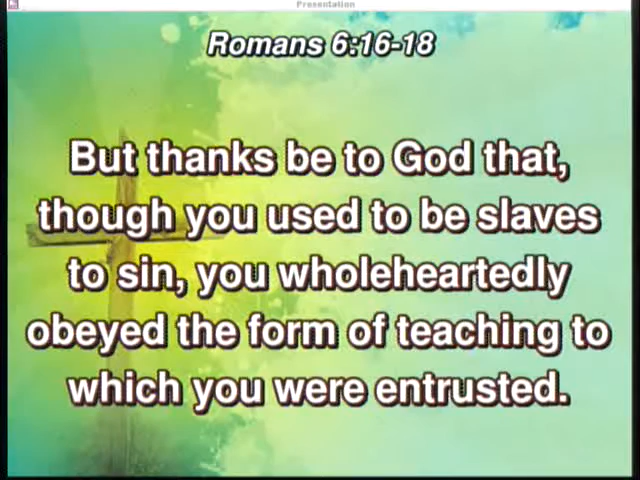 Presentation
Romans 6:16-18
But thanks be to God that,
though you used to be slaves
to sin, you wholeheartedly
obeyed the form of teaching to
which you were entrusted.